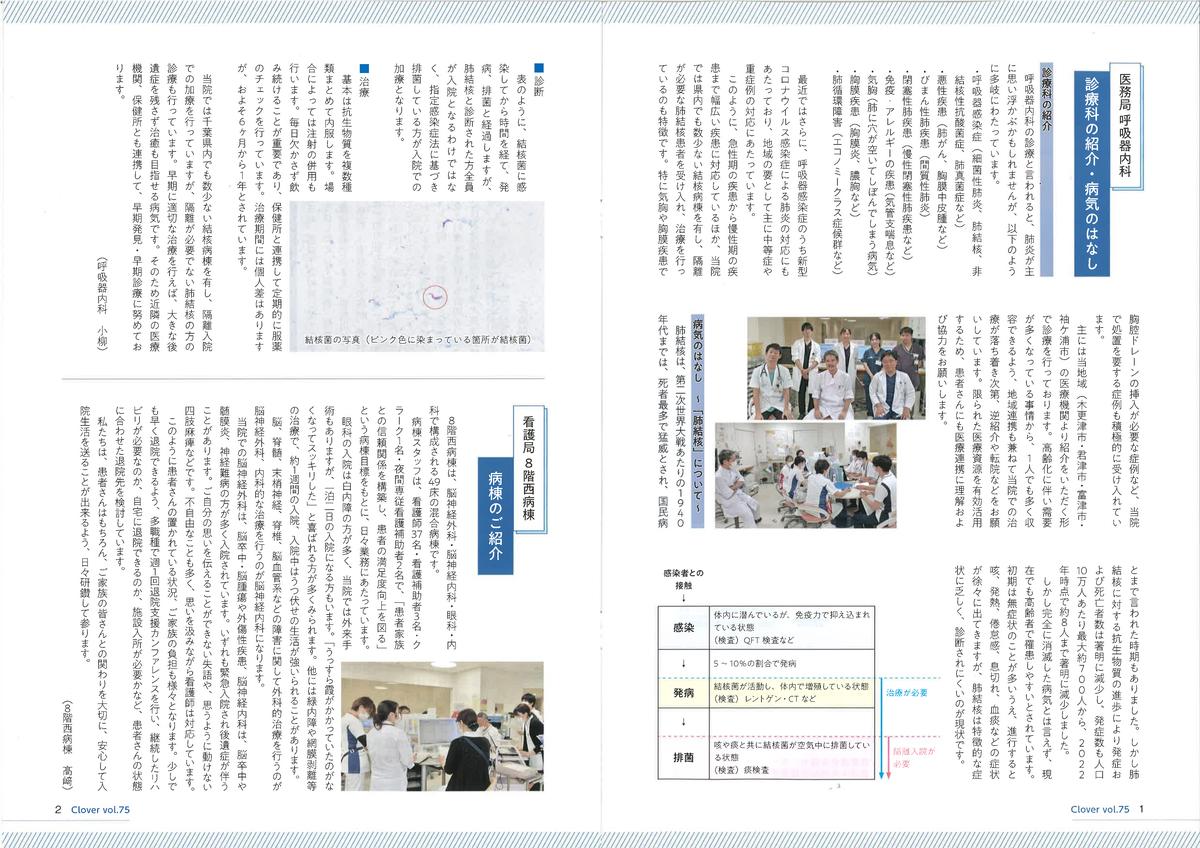 医務局 呼吸器内科
診療科の紹介・病気のはなし
診療科の紹介
　呼吸器内科の診療と言われると、肺炎が主
に思い浮かぶかもしれませんが、以下のよう
に多岐にわたっています。
・呼吸器感染症（細菌性肺炎、肺結核、非
結核性抗酸菌症、肺真菌症など）
・悪性疾患（肺がん、胸膜中皮腫など）
・びまん性肺疾患（間質性肺炎）
・閉塞性肺疾患（慢性閉塞性肺疾患など）
・免疫・アレルギーの疾患（気管支喘息など）
・気胸（肺に穴が空いてしぼんでしまう病気）
・胸膜疾患（胸膜炎、膿胸など）
・肺循環障害（エコノミークラス症候群など）
　最近ではさらに、呼吸器感染症のうち新型
コロナウイルス感染症による肺炎の対応にも
あたっており、地域の要として主に中等症や
重症例の対応にあたっています。
　このように、急性期の疾患から慢性期の疾
患まで幅広い疾患に対応しているほか、当院
では県内でも数少ない結核病棟を有し、隔離
が必要な肺結核患者を受け入れ、治療を行っ
ているのも特徴です。特に気胸や胸膜疾患で
胸腔ドレーンの挿入が必要な症例など、当院
で処置を要する症例も積極的に受け入れてい
ます。
　主には当地域（木更津市・君津市・富津市・
袖ケ浦市）の医療機関より紹介をいただく形
で診療を行っております。高齢化に伴い需要
が多くなっている事情から、1人でも多く収
容できるよう、地域連携も兼ねて当院での治
療が落ち着き次第、逆紹介や転院などをお願
いしています。限られた医療資源を有効活用
するため、患者さんにも医療連携に理解およ
び協力をお願いします。
病気のはなし　～「肺結核」について～
　肺結核は、第二次世界大戦あたりの1940
年代までは、死者最多で猛威とされ、国民病
とまで言われた時期もありました。しかし肺
結核に対する抗生物質の進歩により発症者お
よび死亡者数は著明に減少し、発症数も人口
10万人あたり最大約700人から、2022
年時点で約8人まで著明に減少しました。
　しかし完全に消滅した病気とは言えず、現
在でも高齢者で罹患しやすいとされています。
初期は無症状のことが多いうえ、進行すると
咳、発熱、倦怠感、息切れ、血痰などの症状
が徐々に出てきますが、肺結核は特徴的な症
状に乏しく、診断されにくいのが現状です。
感染者との
接触
↓
感染
体内に潜んでいるが、免疫力で抑え込まれ
ている状態
（検査）QFT 検査など
↓
5～10%の割合で発病
発病
結核菌が活動し、体内で増殖している状態
（検査）レントゲン・CT など
↓
排菌
咳や痰と共に結核菌が空気中に排菌してい
る状態
（検査）痰検査
治療が必要
隔離入院が
必要
Clover vol.75　1
■診断
　表のように、結核菌に感
染してから時間を経て、発
病、排菌と経過しますが、
肺結核と診断された方全員
が入院となるわけではな
く、指定感染症法に基づき
排菌している方が入院での
加療となります。
■治療
　基本は抗生物質を複数種
類まとめて内服します。場
合によっては注射の併用も
行います。毎日欠かさず飲
み続けることが重要であり、保健所と連携して定期的に服薬
のチェックを行っています。治療期間には個人差はあります
が、およそ6ヶ月から1年とされています。
　当院では千葉県内でも数少ない結核病棟を有し、隔離入院
での加療を行っていますが、隔離が必要でない肺結核の方の
診療も行っています。早期に適切な治療を行えば、大きな後
遺症を残さず治癒も目指せる病気です。そのため近隣の医療
機関、保健所とも連携して、早期発見・早期診療に努めてお
ります。
（呼吸器内科　小柳）
結核菌の写真（ピンク色に染まっている箇所が結核菌）
看護局 8階西病棟
病棟のご紹介
　8階西病棟は、脳神経外科・脳神経内科・眼科・内
科で構成される49床の混合病棟です。
　病棟スタッフは、看護師37名・看護補助者3名・ク
ラーク1名・夜間専従看護補助者2名で、「患者家族
との信頼関係を構築し、患者の満足度向上を図る」
という病棟目標をもとに、日々業務にあたっています。
　眼科の入院は白内障の方が多く、当院では外来手
術もありますが、一泊二日の入院になる方もいます。「うっすら霞がかかっていたのがな
くなってスッキリした」と喜ばれる方が多くみられます。他には緑内障や網膜剥離等
の治療で、約1週間の入院、入院中はうつ伏せの生活が強いられることがあります。
　脳、脊髄、末梢神経、脊椎、脳血管系などの障害に関して外科的治療を行うのが
脳神経外科、内科的な治療を行うのが脳神経内科になります。
　当院での脳神経外科は、脳卒中・脳腫瘍や外傷性疾患、脳神経内科は、脳卒中や
髄膜炎、神経難病の方が多く入院されています。いずれも緊急入院され後遺症が伴う
ことがあります。ご自分の思いを伝えることができない失語や、思うように動けない
四肢麻痺などです。不自由なことも多く、思いを汲みながら看護師は対応しています。
　このように患者さんの置かれている状況、ご家族の負担も様々となります。少しで
も早く退院できるよう、多職種で週1回退院支援カンファレンスを行い、継続したリハ
ビリが必要なのか、自宅に退院できるのか、施設入所が必要かなど、患者さんの状態
に合わせた退院先を検討しています。
　私たちは、患者さんはもちろん、ご家族の皆さんとの関わりを大切に、安心して入
院生活を送ることが出来るよう、日々研鑽して参ります。
（8階西病棟　高﨑）
2　Clover vol.75